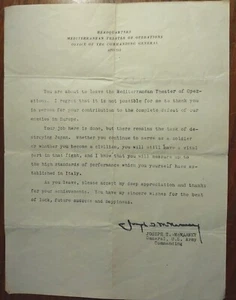 HEADQUARTERS
MEDITERRANEAN THEATER OF OPERATIONS
OFFICE OF THE COMMANDING GENERAL
You are about to leave the Mediterranean Theater of Oper-
ations. I regret that it is not possible for me to thank you
in person for your contribution to the complete defeat of our
enemies in Europe.
Your job here is done, but there remains the task of de-
stroying Japan. Whether you continue to serve as a soldier
or whether you become a civilian, you will still have a vital
part in that fight, and I know that you will measure up to
the high standards of performance which you yourself have es-
tablished in Italy.
As you leave, please accept my deep appreciation and thanks
for your achievements. You have my sincere wishes for the best
of luck, future success and happiness.
JOSEPH T. McNARNEY
General, U.S. Army
Commanding